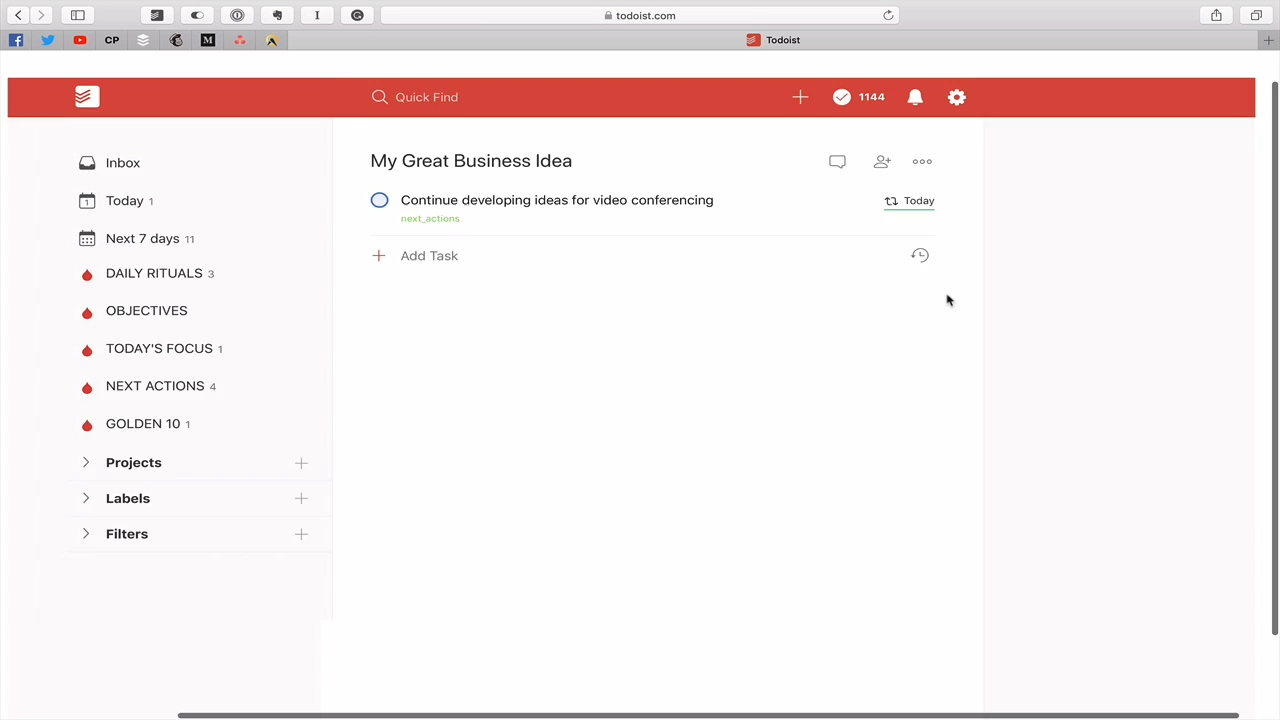 todoist.com
CP
M
Todoist
Quick Find
1144
Inbox
Today 1
Next 7 days 11
DAILY RITUALS 3
OBJECTIVES
TODAY'S FOCUS 1
NEXT ACTIONS 4
GOLDEN 10 1
Projects
Labels
Filters
My Great Business Idea
Continue developing ideas for video conferencing
Today
next_actions
Add Task